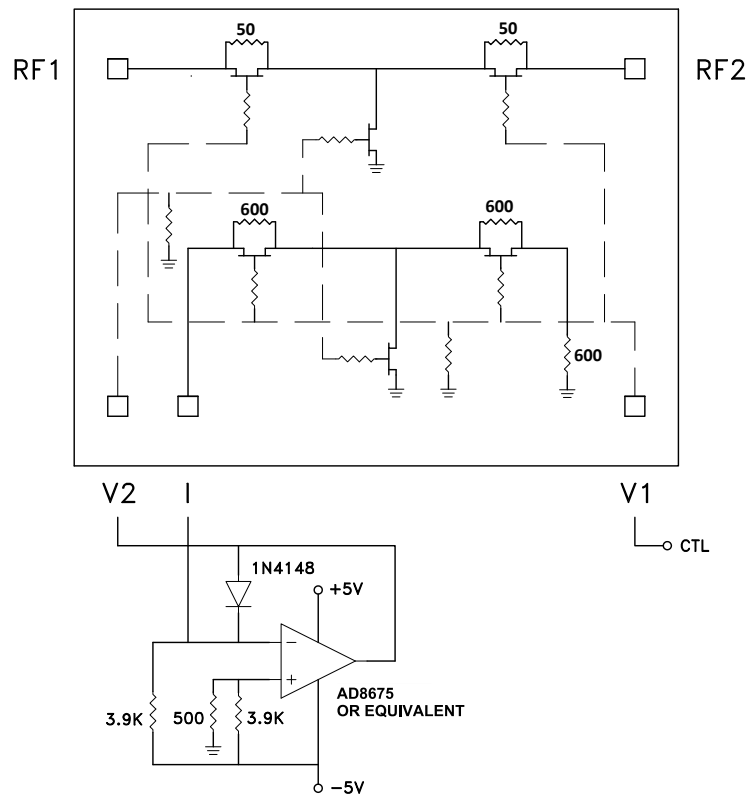 50 50
RF1 RF2
600 600
600
V2 I V1
CTL
1N4148 +5V
−
+
AD8675
OR EQUIVALENT
3.9K 500 3.9K
−5V